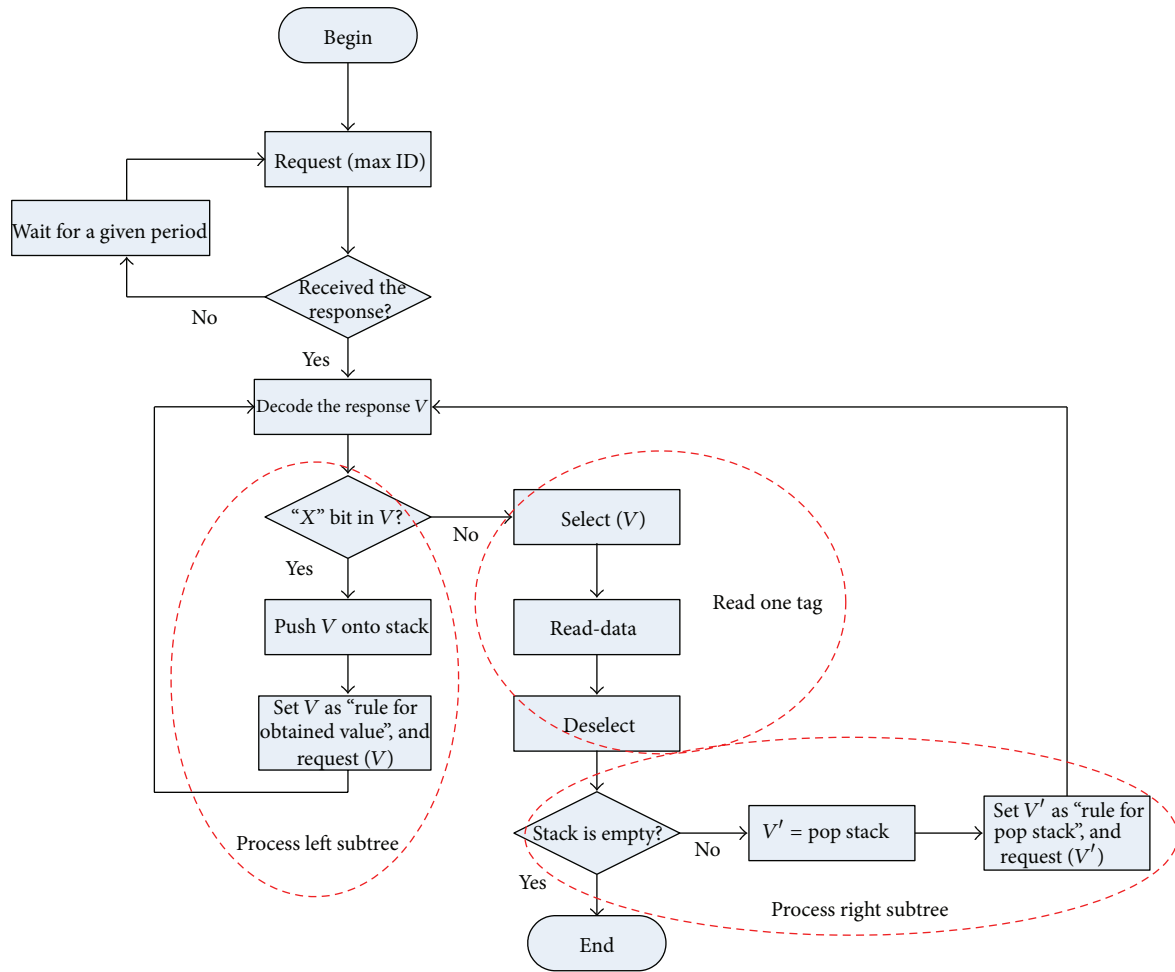 Begin
Request (max ID)
Wait for a given period
Received the
response?
No
Yes
Decode the response V
"X" bit in V?
No
Select (V)
Yes
Read one tag
Push V onto stack
Read-data
Set V as "rule for
obtained value", and
request (V)
Deselect
Process left subtree
Stack is empty?
No
V′ = pop stack
Set V′ as "rule for
pop stack", and
request (V′)
Yes
Process right subtree
End